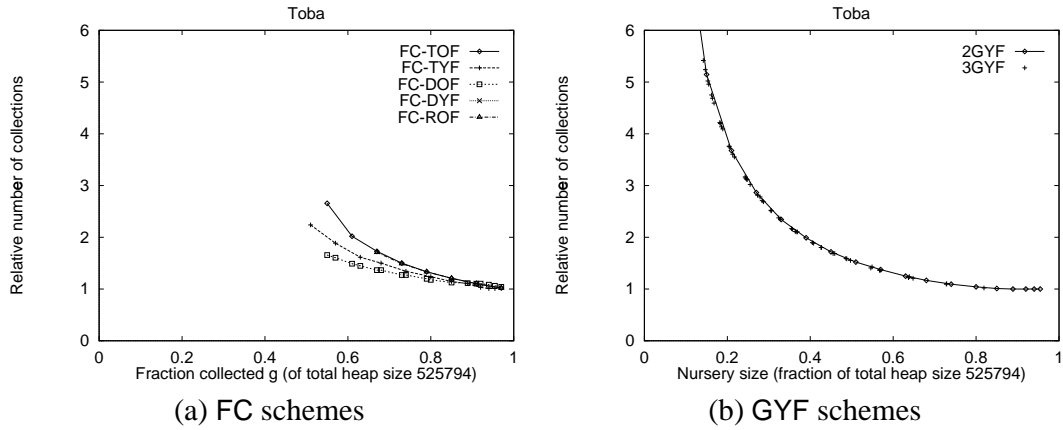 Toba
Relative number of collections
6
5
4
3
2
1
0
0 0.2 0.4 0.6 0.8 1
Fraction collected g (of total heap size 525794)
FC-TOF
FC-TYF
FC-DOF
FC-DYF
FC-ROF
(a) FC schemes
Toba
Relative number of collections
6
5
4
3
2
1
0
0 0.2 0.4 0.6 0.8 1
Nursery size (fraction of total heap size 525794)
2GYF
3GYF
(b) GYF schemes